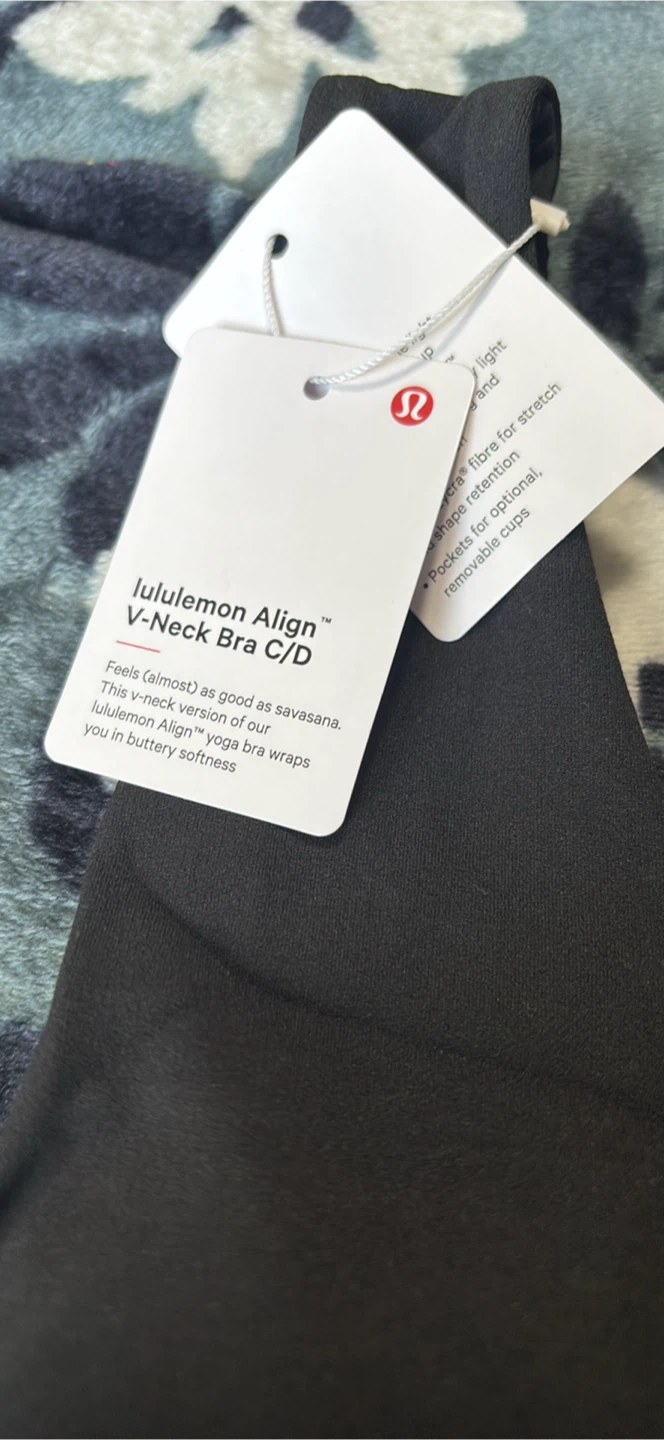 lululemon Align™
V-Neck Bra C/D
Feels (almost) as good as savasana.
This v-neck version of our
lululemon Align™ yoga bra wraps
you in buttery softness
light
and
fibre for stretch
shape retention
• Pockets for optional,
removable cups